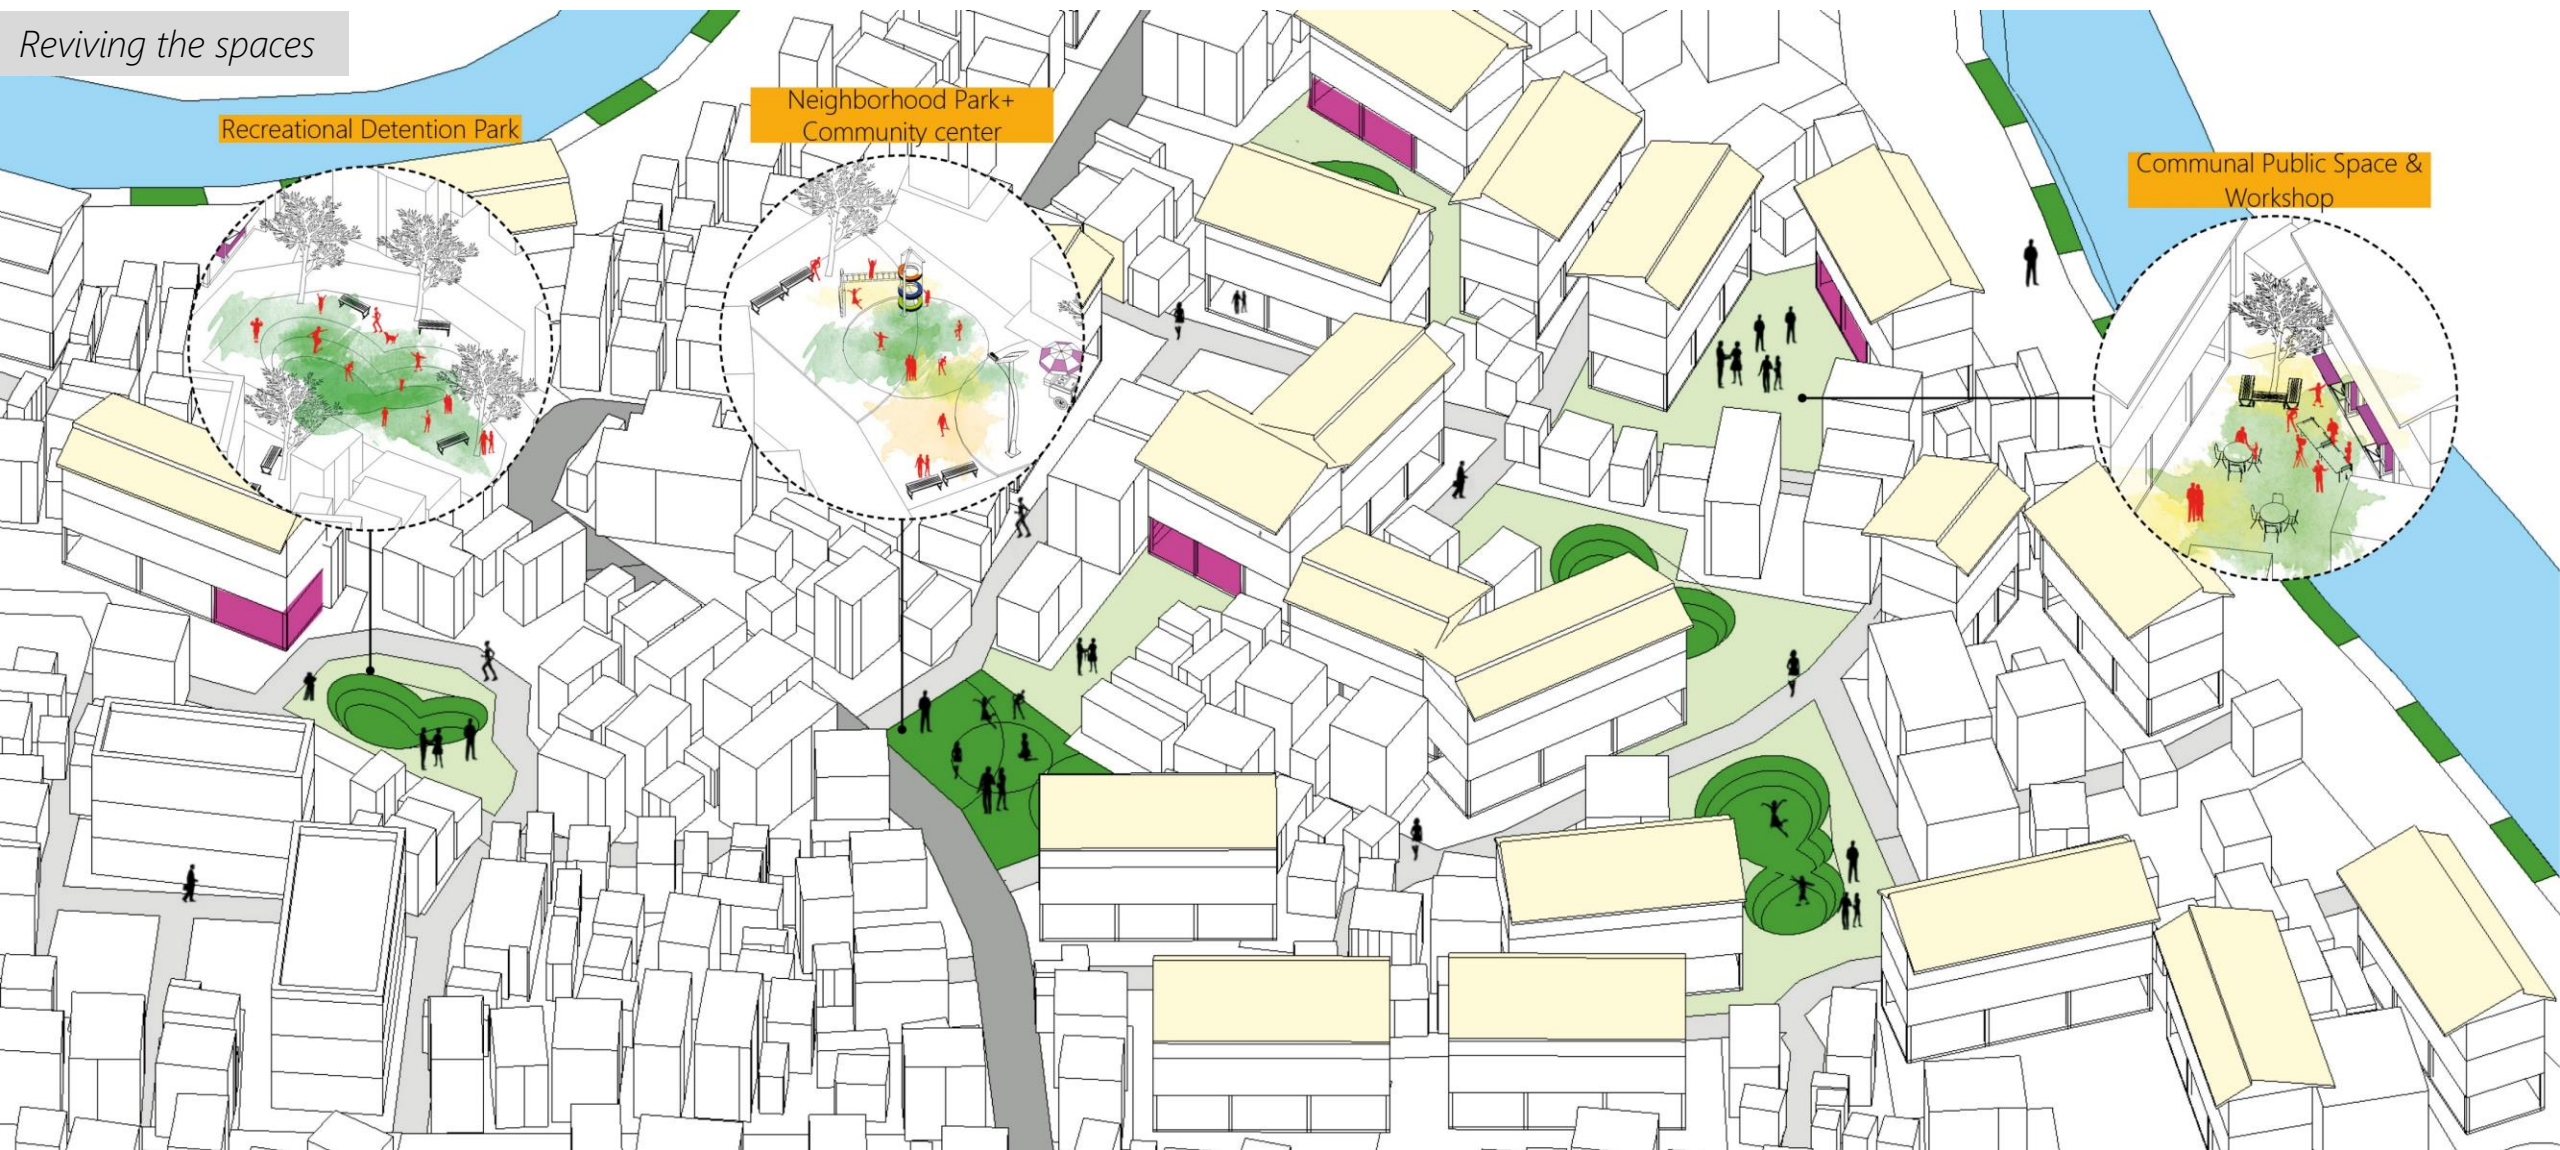 Reviving the spaces
Recreational Detention Park
Neighborhood Park+
Community center
Communal Public Space &
Workshop